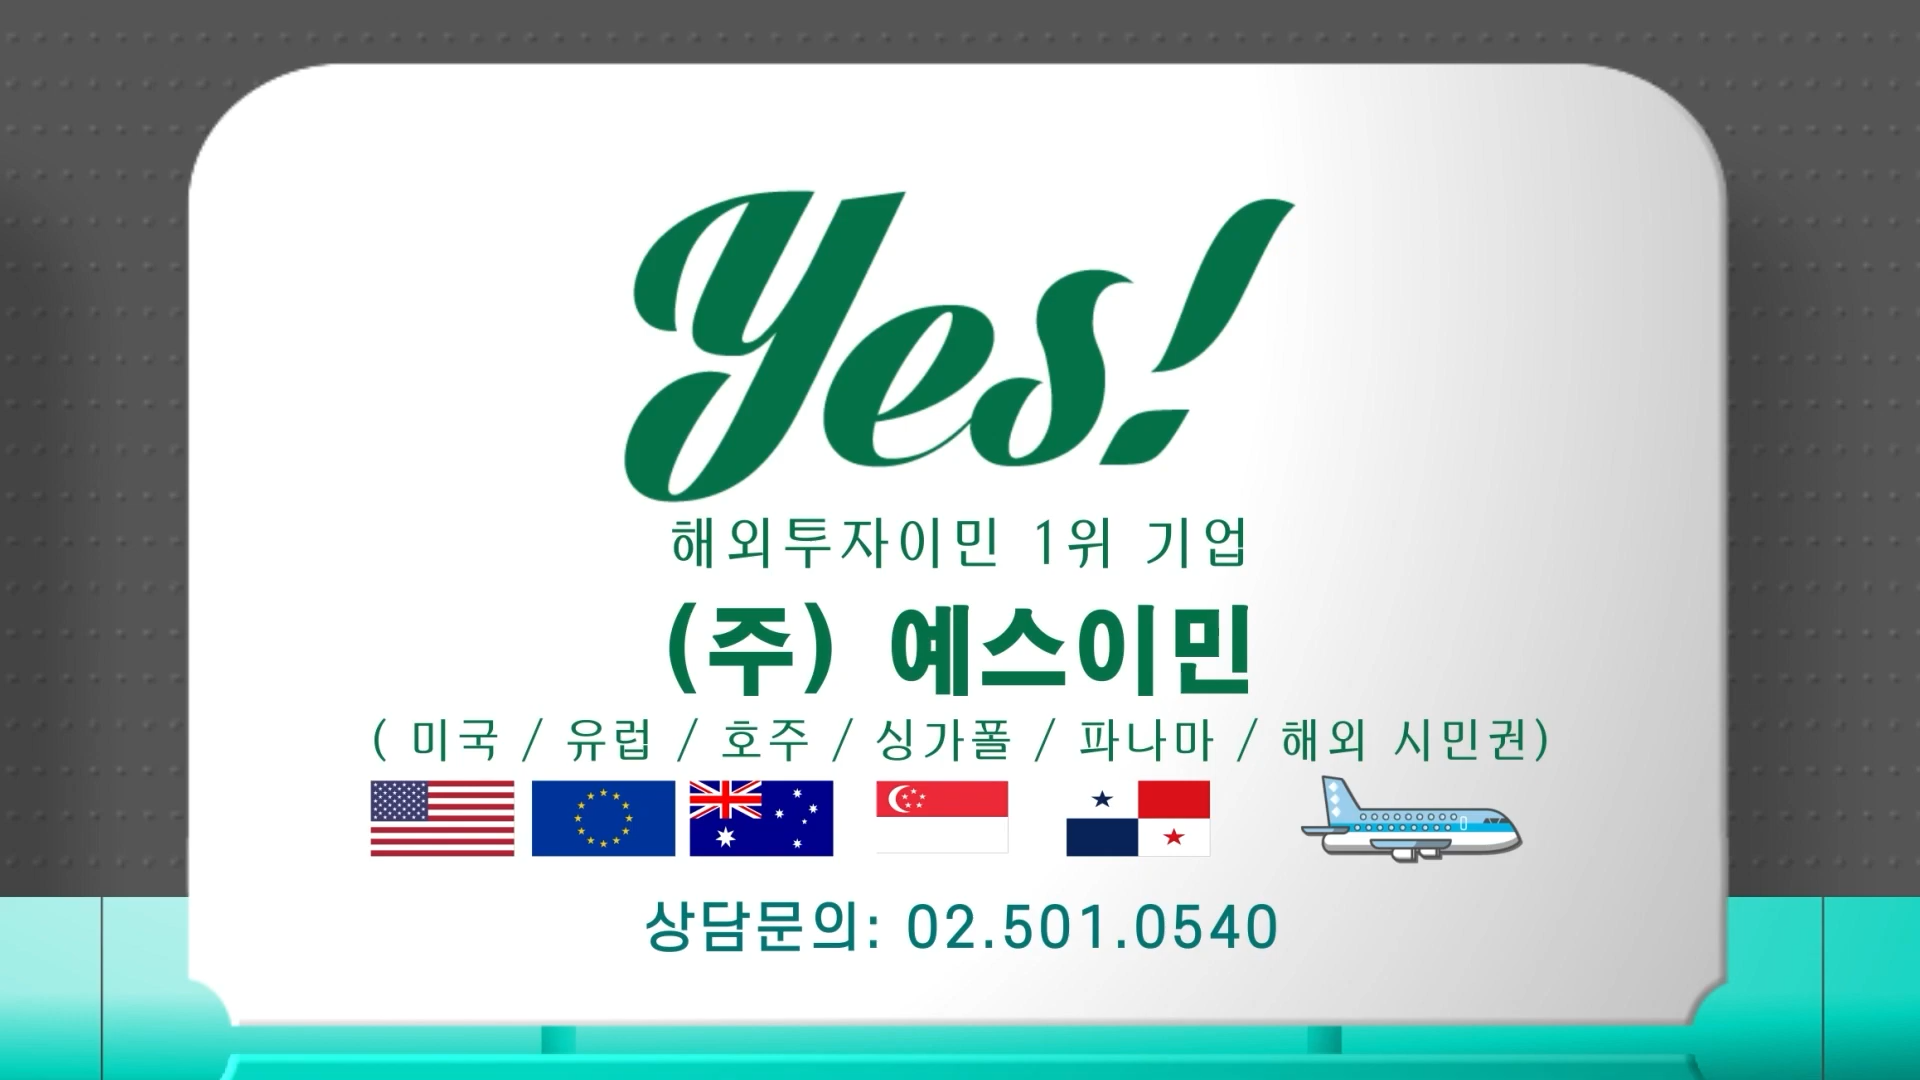 yes!
해외투자이민 1위 기업
(주) 예스이민
( 미국 / 유럽 / 호주 / 싱가폴 / 파나마 / 해외 시민권)
상담문의: 02.501.0540